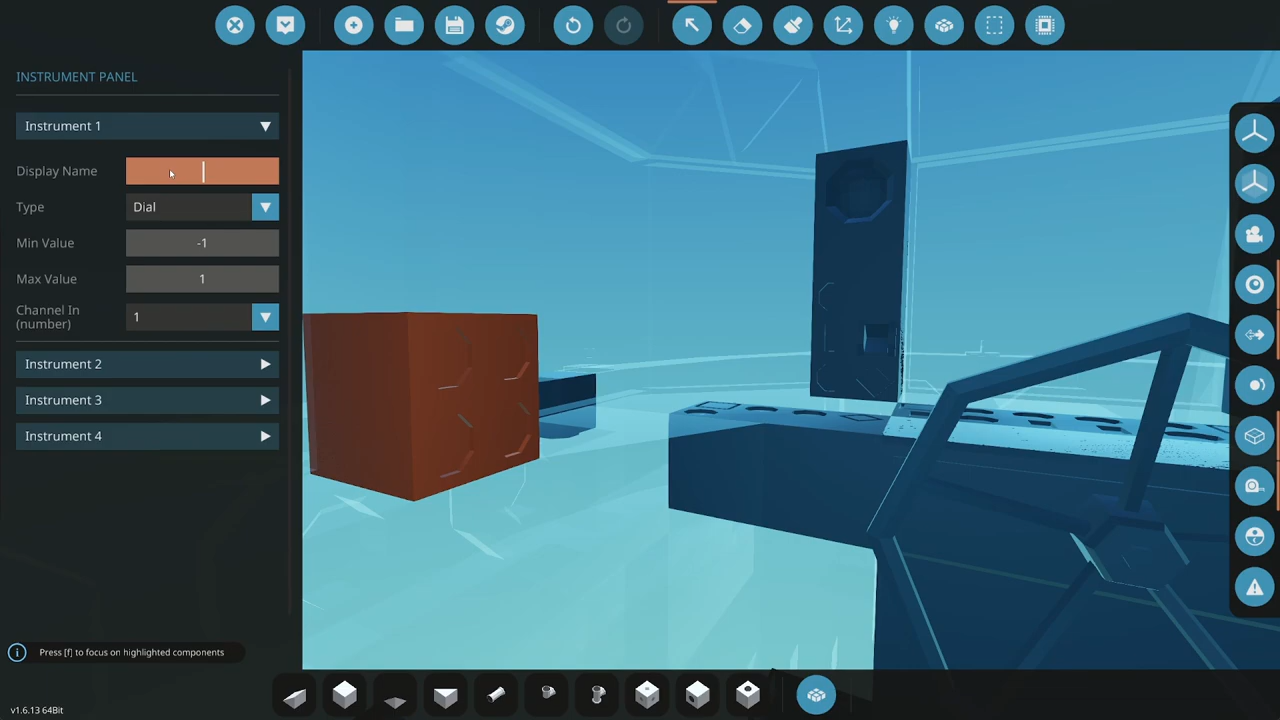 INSTRUMENT PANEL
Instrument 1
Display Name
Type
Dial
Min Value
-1
Max Value
1
Channel In
(number)
1
Instrument 2
Instrument 3
Instrument 4
Press [f] to focus on highlighted components
v1.6.13 64Bit